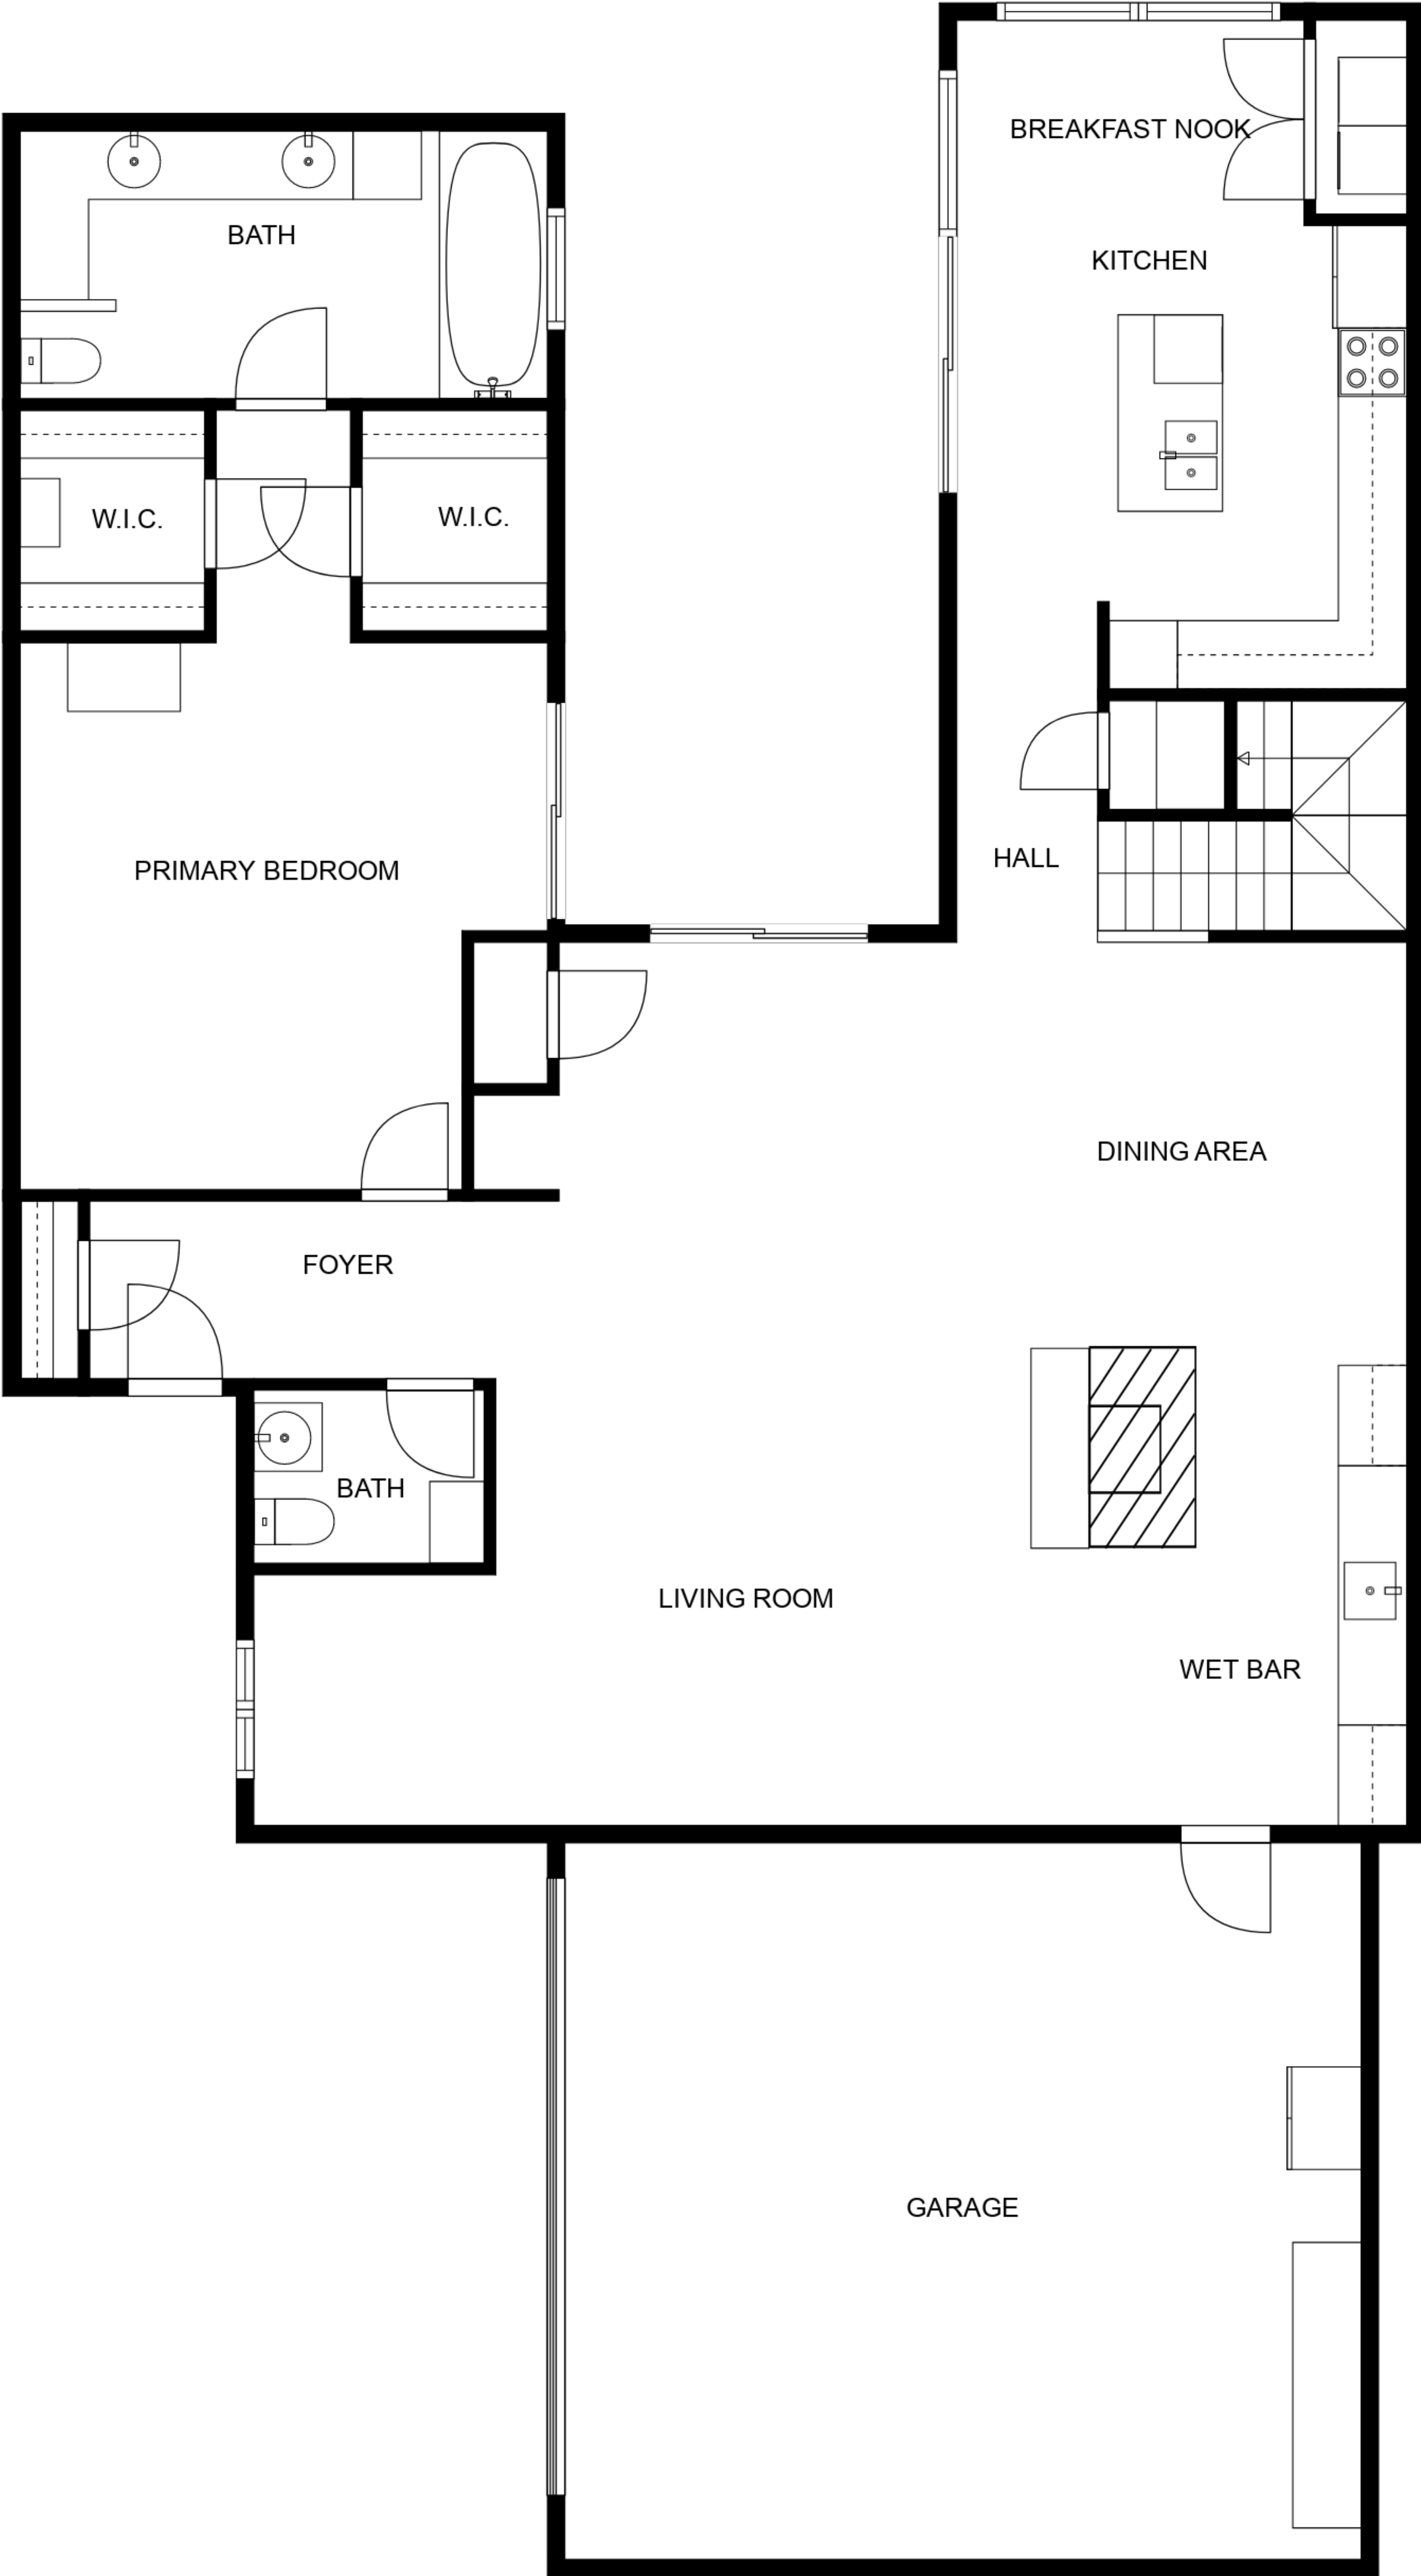 BREAKFAST NOOK
BATH
KITCHEN
W.I.C.
W.I.C.
HALL
PRIMARY BEDROOM
DINING AREA
FOYER
BATH
LIVING ROOM
WET BAR
GARAGE